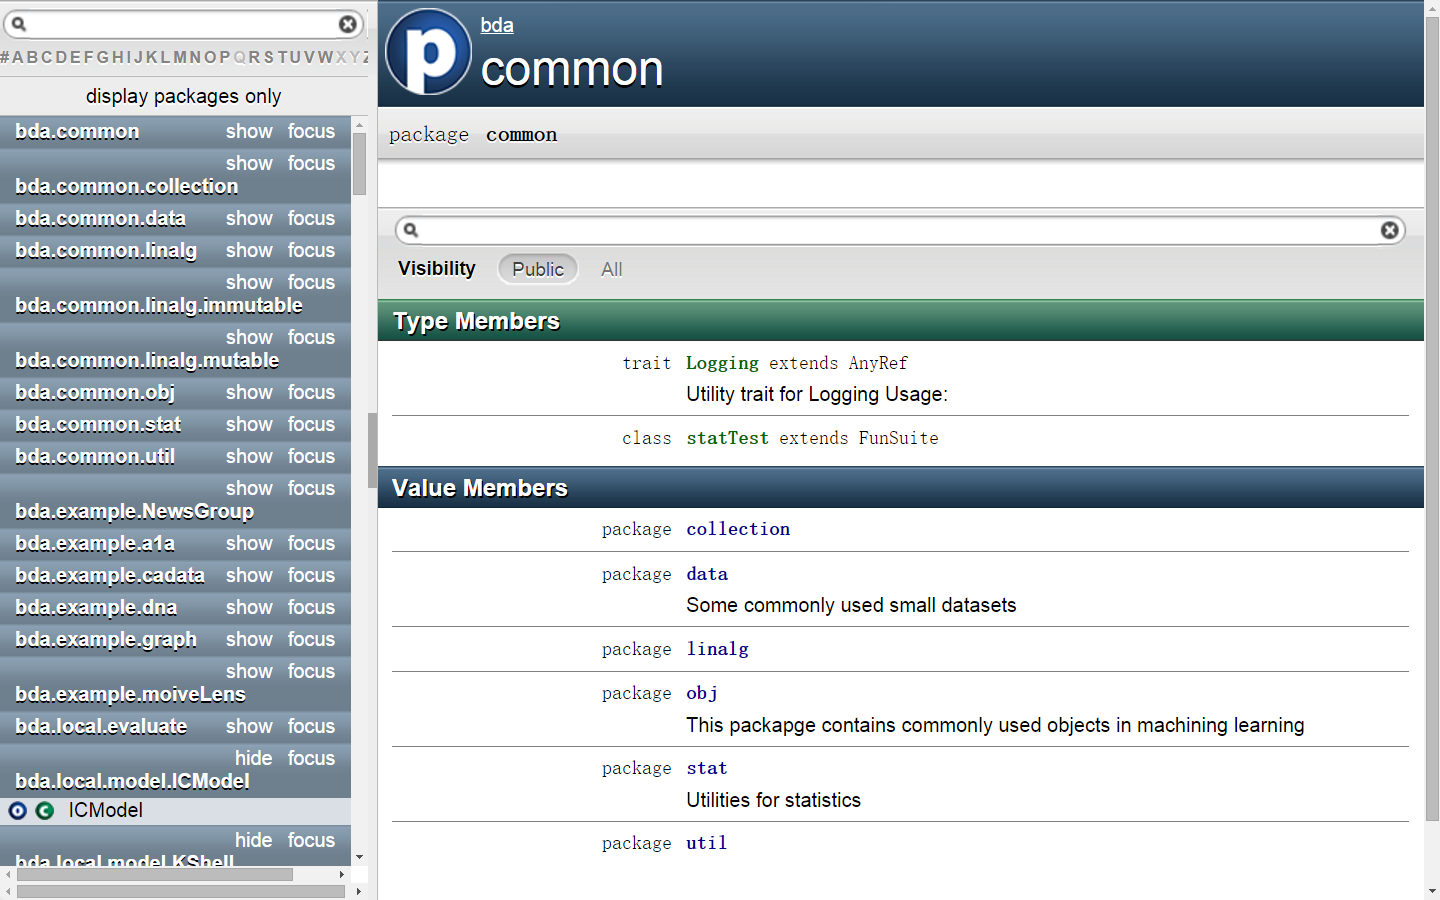 #ABCDEFGHIJKLMNOPQRSTUVWXYZ
display packages only
bda.common show focus
show focus
bda.common.collection
bda.common.data show focus
bda.common.linalg show focus
show focus
bda.common.linalg.immutable
show focus
bda.common.linalg.mutable
bda.common.obj show focus
bda.common.stat show focus
bda.common.util show focus
show focus
bda.example.NewsGroup
bda.example.a1a show focus
bda.example.cadata show focus
bda.example.dna show focus
bda.example.graph show focus
show focus
bda.example.moiveLens
bda.local.evaluate show focus
hide focus
bda.local.model.ICModel
O C ICModel
hide focus
bda.local.model.KShell
p
bda
common
package common
Visibility Public All
Type Members
trait Logging extends AnyRef
Utility trait for Logging Usage:
class statTest extends FunSuite
Value Members
package collection
package data
Some commonly used small datasets
package linalg
package obj
This packapge contains commonly used objects in machining learning
package stat
Utilities for statistics
package util